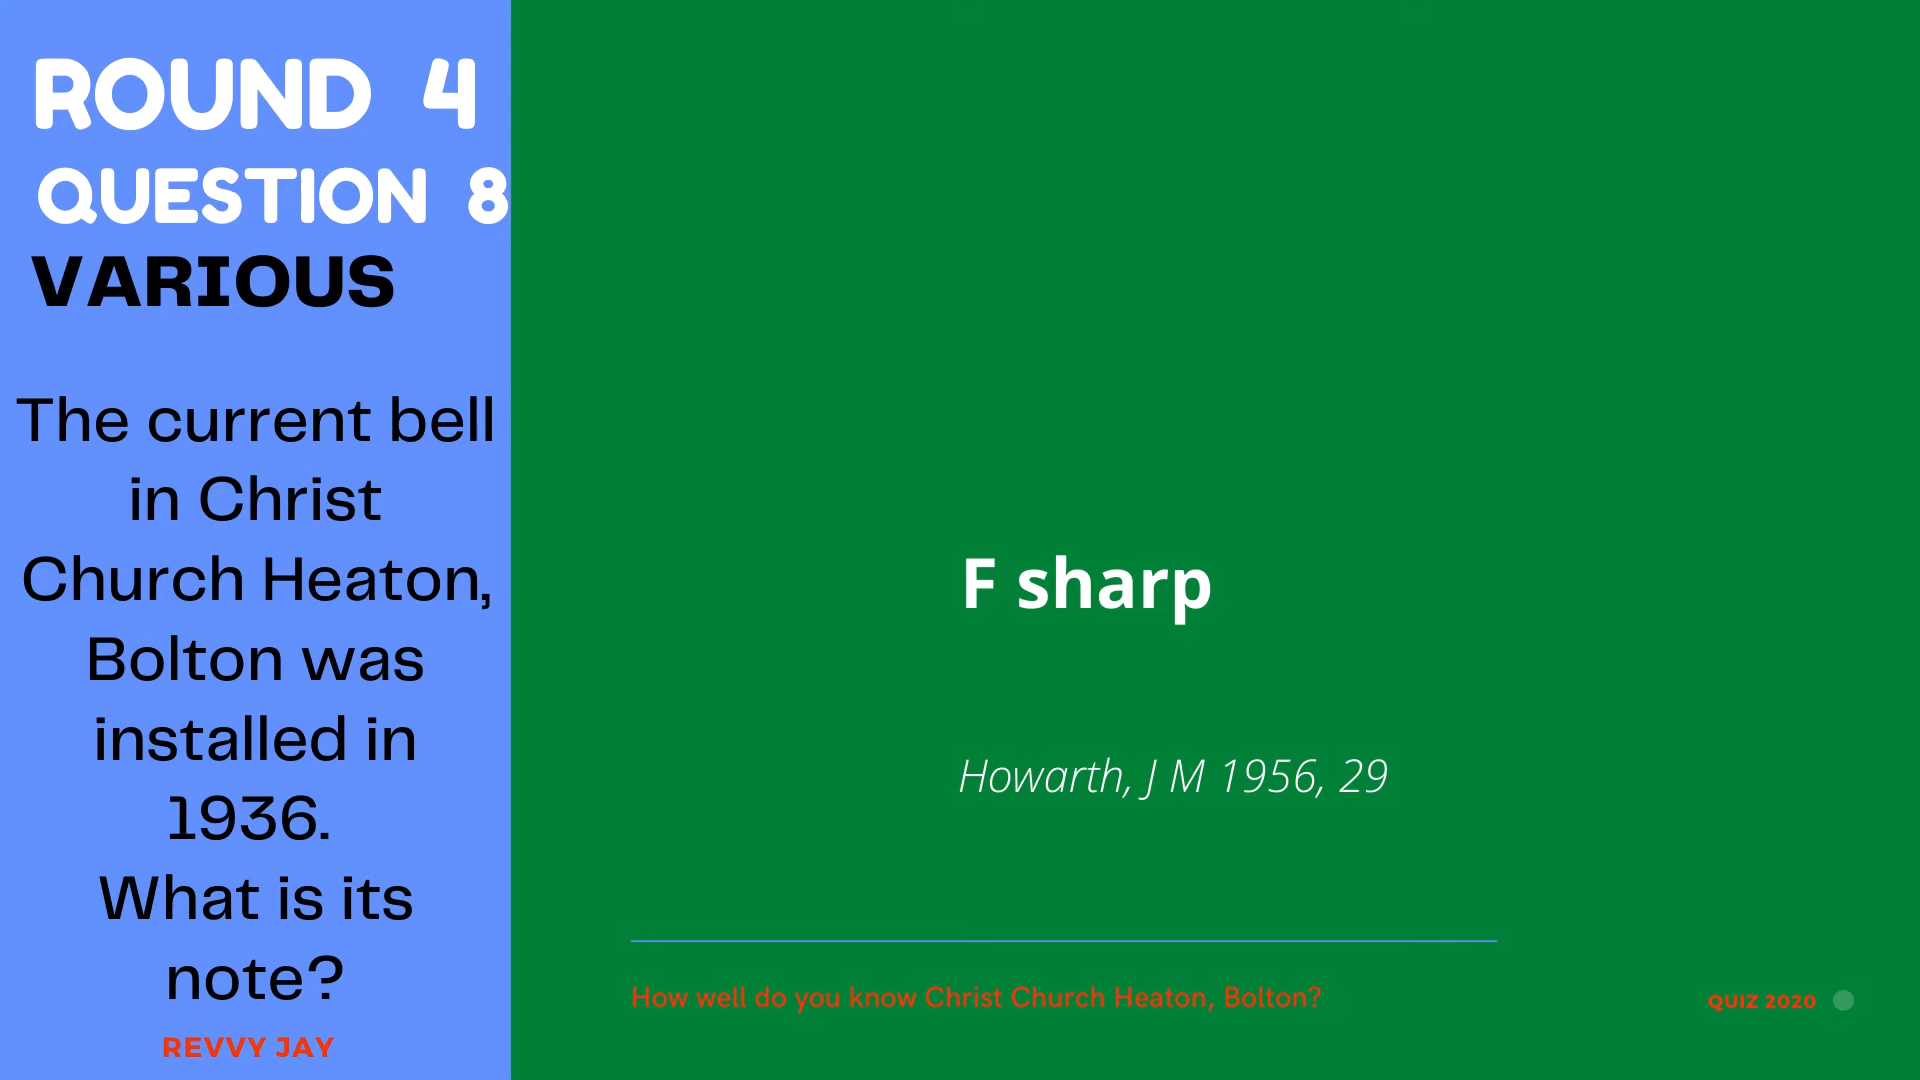 ROUND 4
QUESTION 8
VARIOUS
The current bell
in Christ
Church Heaton,
Bolton was
installed in
1936.
What is its
note?
REVVY JAY
F sharp
Howarth, J M 1956, 29
How well do you know Christ Church Heaton, Bolton?
QUIZ 2020